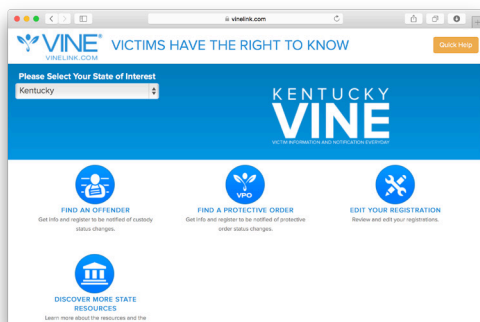 vinelink.com
VINE®
VINELINK.COM
VICTIMS HAVE THE RIGHT TO KNOW
Quick Help
Please Select Your State of Interest
Kentucky
KENTUCKY
VINE
VICTIM INFORMATION AND NOTIFICATION EVERYDAY
FIND AN OFFENDER
Get info and register to be notified of custody
status changes.
VPO
FIND A PROTECTIVE ORDER
Get info and register to be notified of protective
order status changes.
EDIT YOUR REGISTRATION
Review and edit your registrations.
DISCOVER MORE STATE
RESOURCES
Learn more about the resources and the